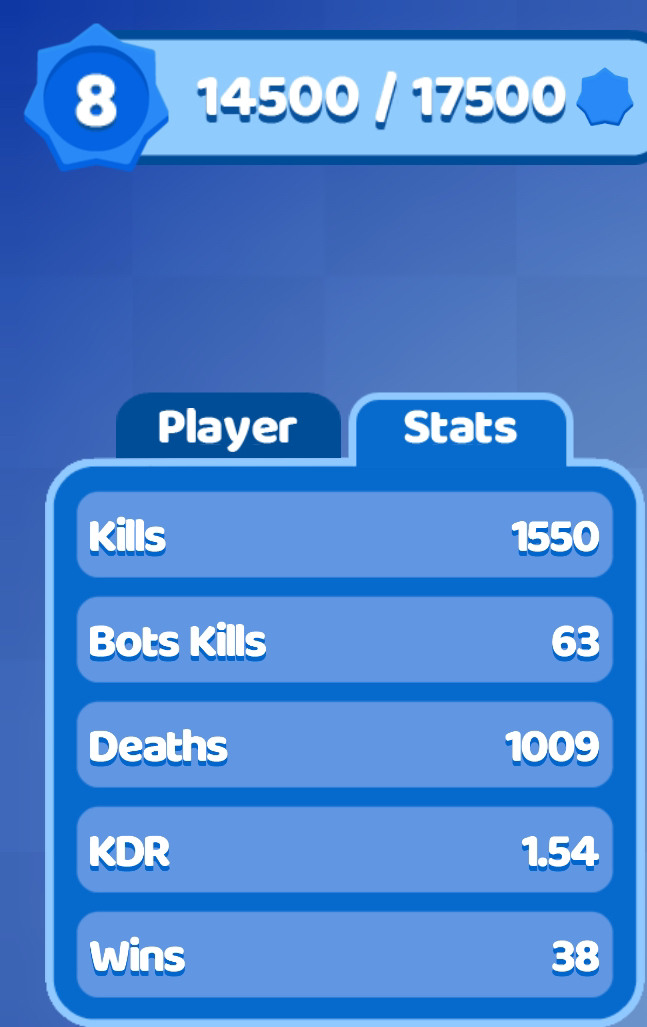 8 14500 / 17500
Player Stats
Kills 1550
Bots Kills 63
Deaths 1009
KDR 1.54
Wins 38